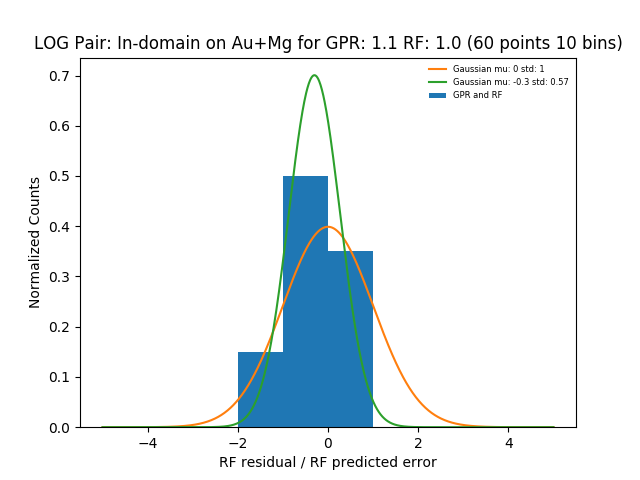 LOG Pair: In-domain on Au+Mg for GPR: 1.1 RF: 1.0 (60 points 10 bins)
Gaussian mu: 0 std: 1
Gaussian mu: -0.3 std: 0.57
GPR and RF
Normalized Counts
0.7
0.6
0.5
0.4
0.3
0.2
0.1
0.0
−4 −2 0 2 4
RF residual / RF predicted error